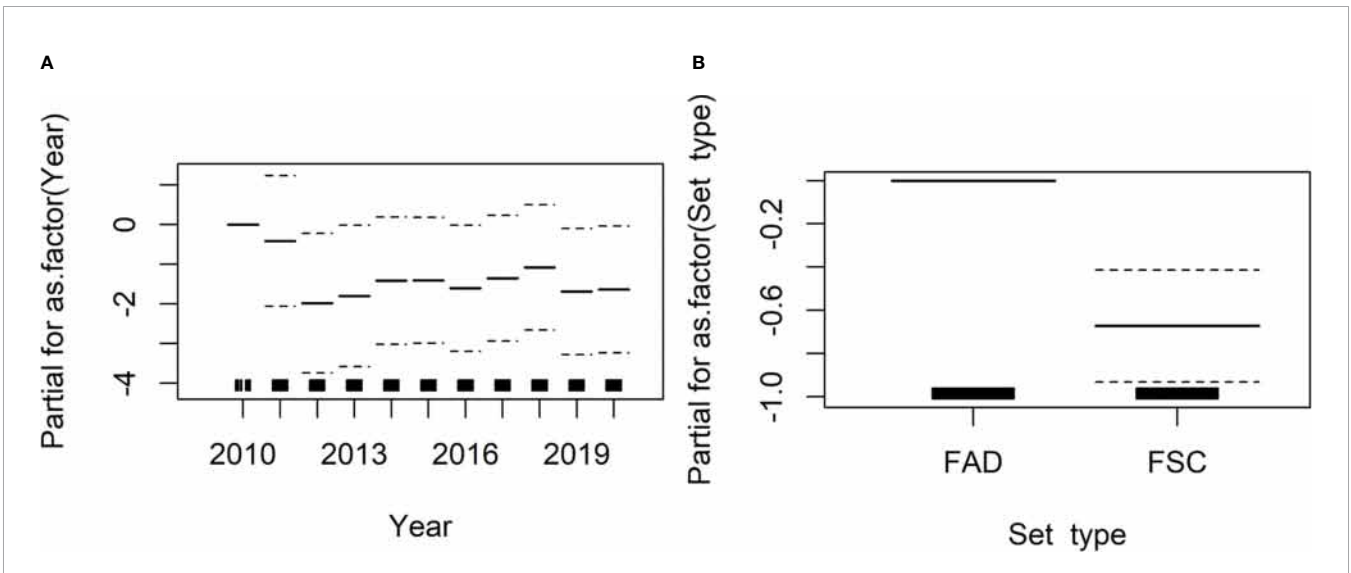 A
Partial for as.factor(Year)
0
-2
-4
2010 2013 2016 2019
Year
B
Partial for as.factor(Set type)
-0.2
-0.6
-1.0
FAD FSC
Set type